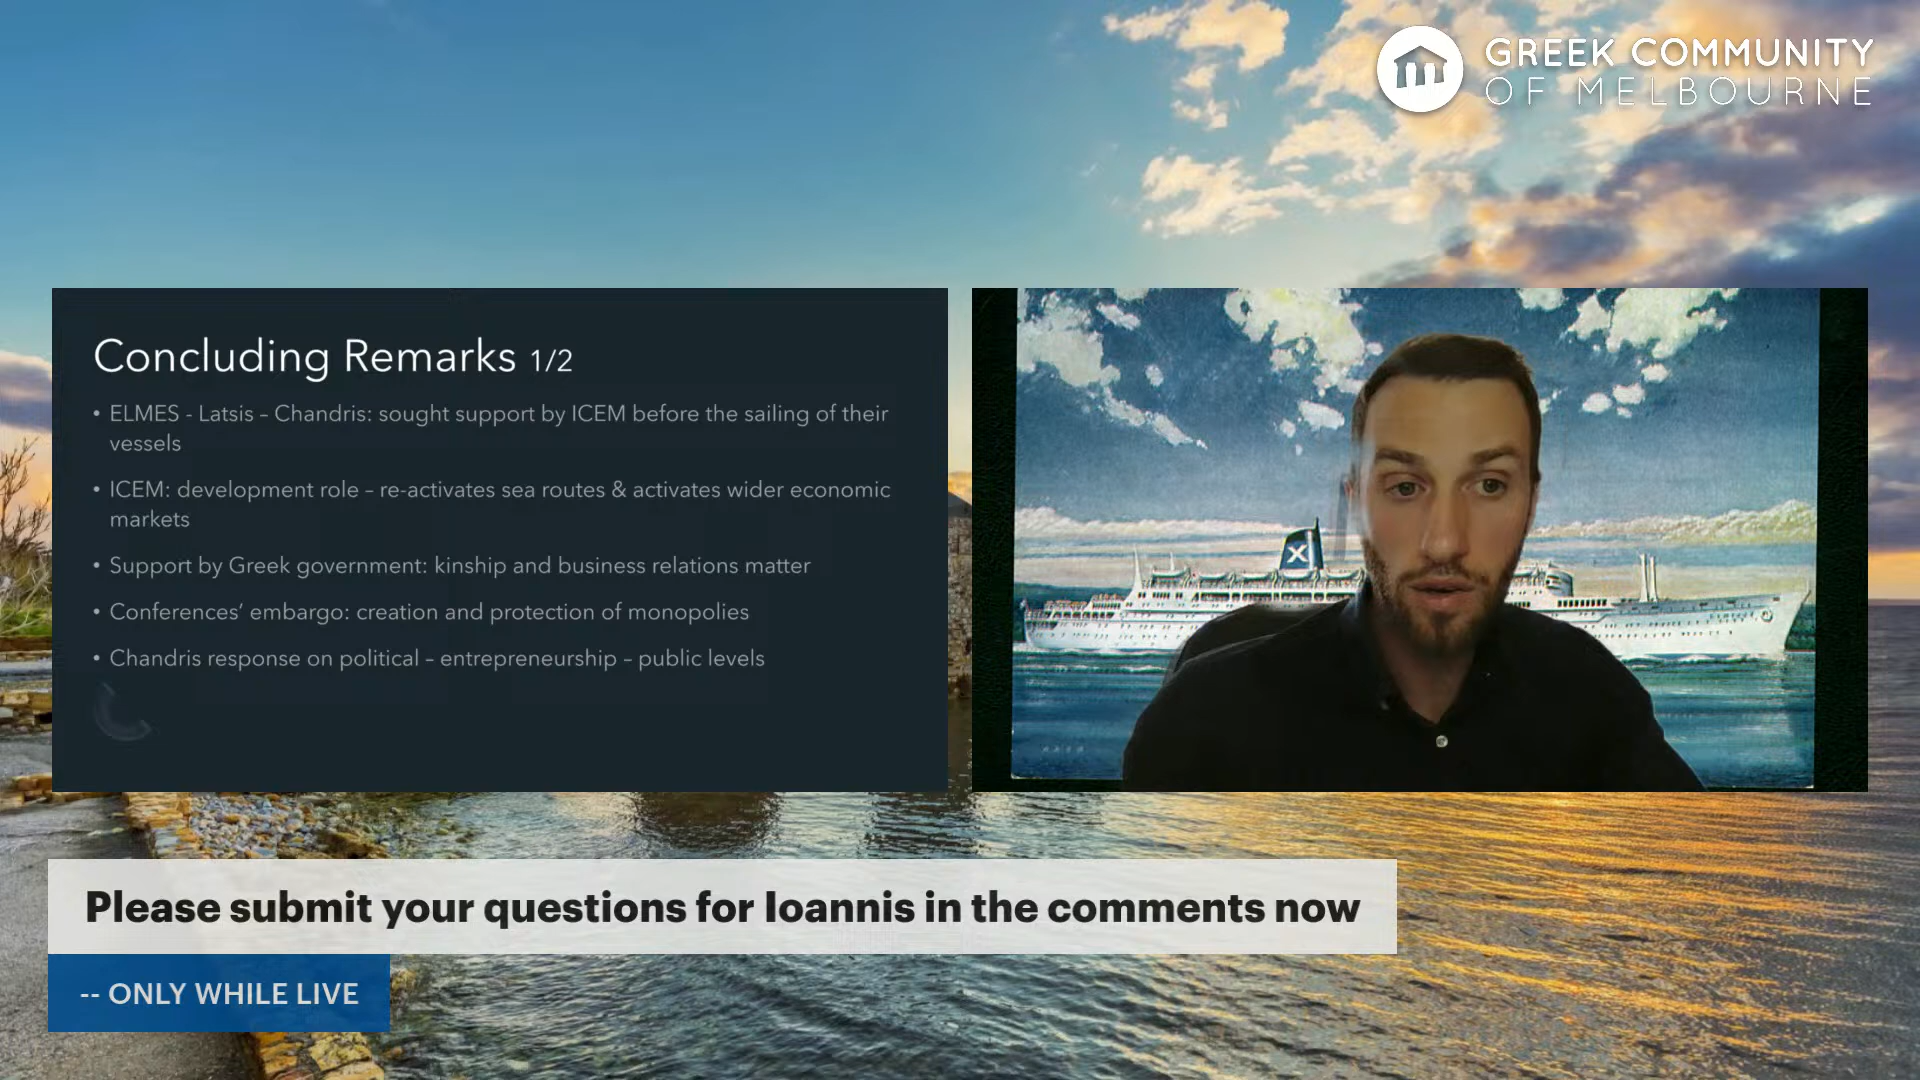 GREEK COMMUNITY
OF MELBOURNE
Concluding Remarks 1/2
• ELMES - Latsis – Chandris: sought support by ICEM before the sailing of their
vessels
• ICEM: development role – re-activates sea routes & activates wider economic
markets
• Support by Greek government: kinship and business relations matter
• Conferences’ embargo: creation and protection of monopolies
• Chandris response on political – entrepreneurship – public levels
X
Please submit your questions for Ioannis in the comments now
-- ONLY WHILE LIVE